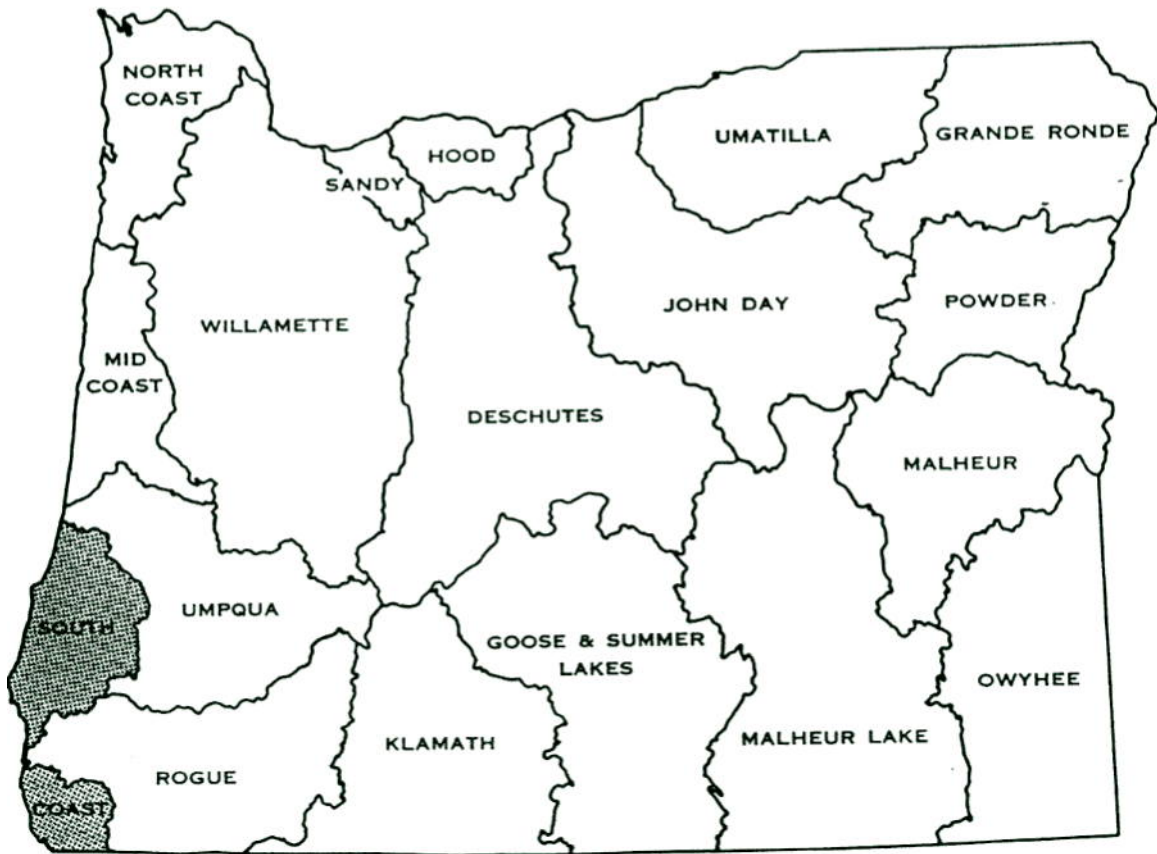 NORTH
COAST
SANDY
HOOD
UMATILLA
GRANDE RONDE
WILLAMETTE
JOHN DAY
POWDER
MID
COAST
DESCHUTES
MALHEUR
SOUTH
UMPQUA
GOOSE & SUMMER
LAKES
OWYHEE
KLAMATH
MALHEUR LAKE
ROGUE
COAST